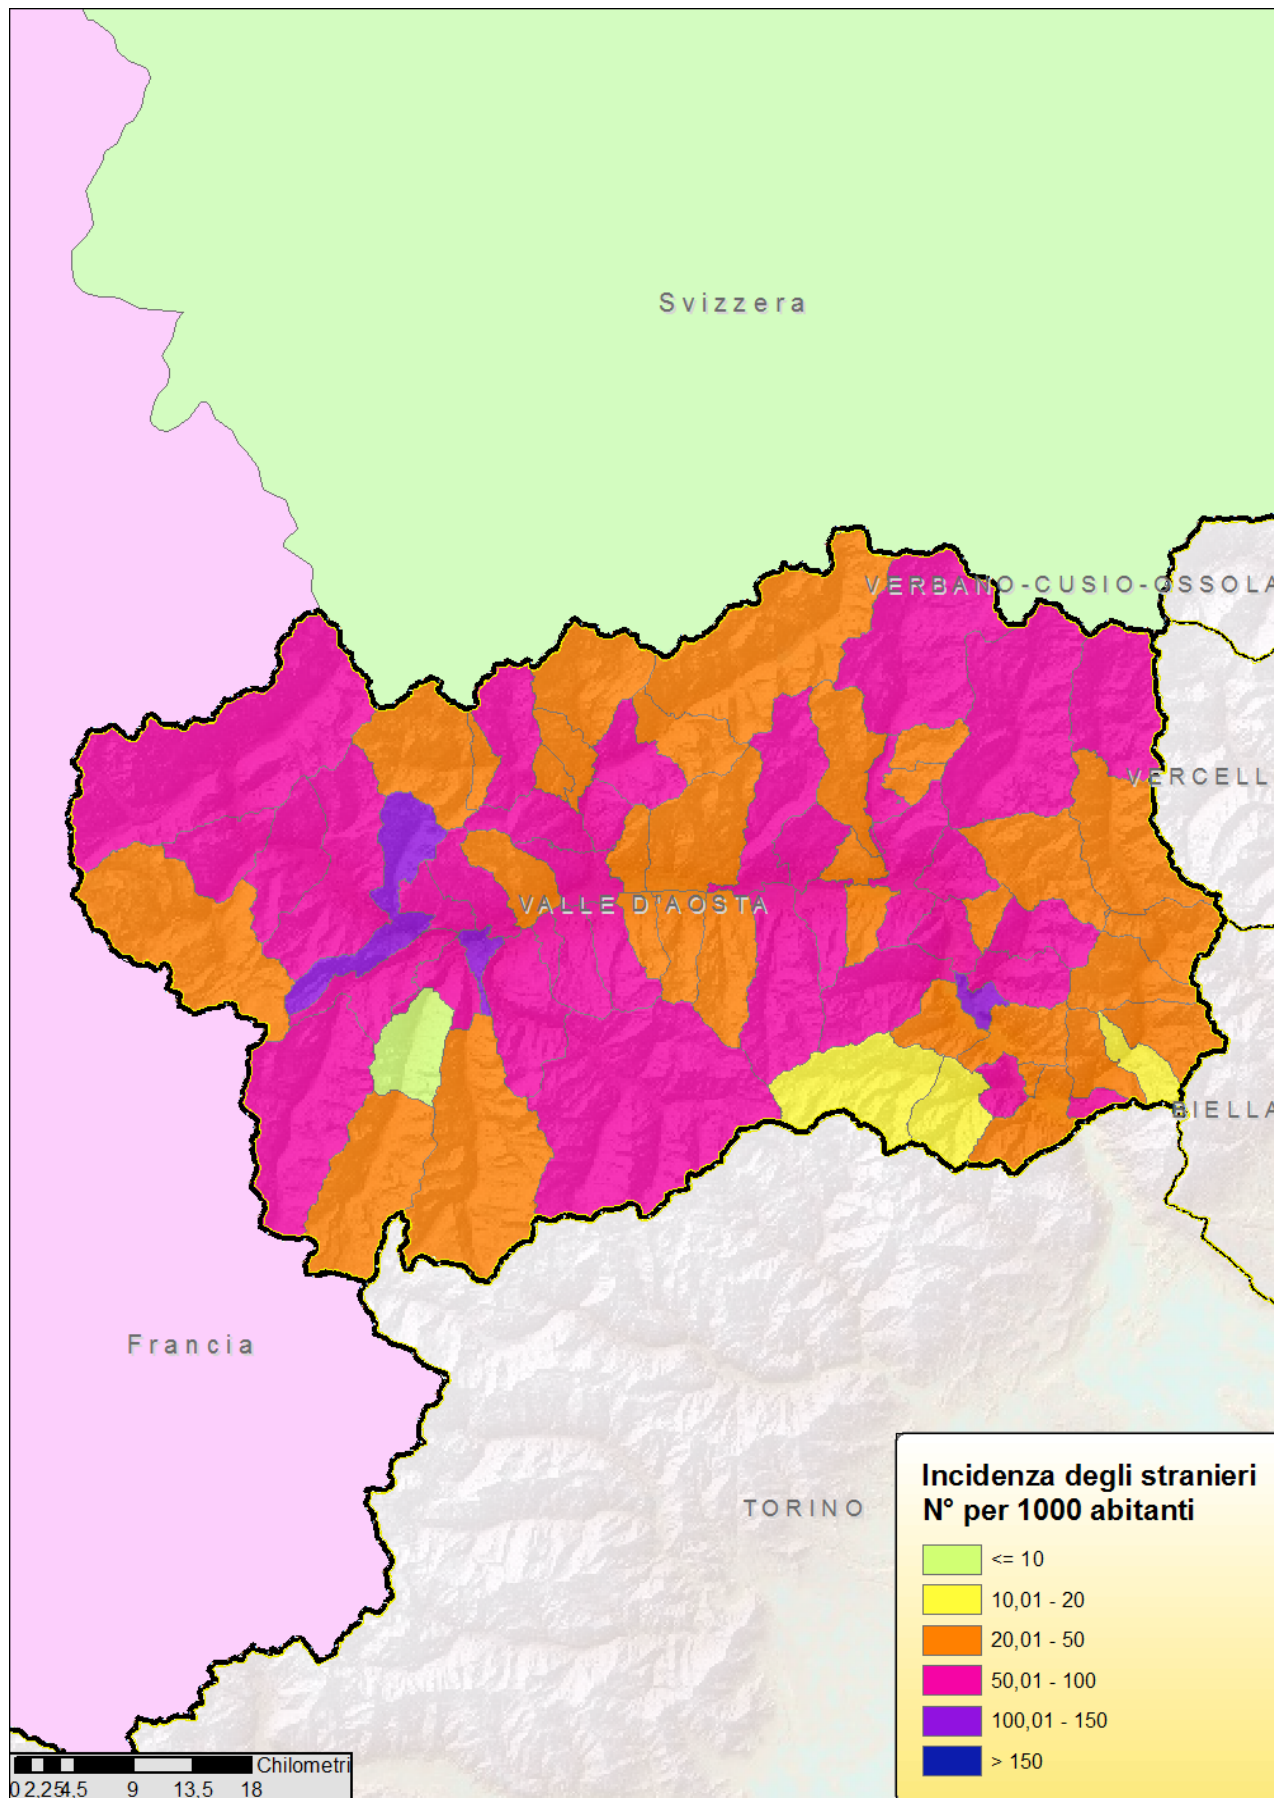 Svizzera
VERBANO-CUSIO-OSSOLA
VERCELL
VALLE D'AOSTA
BIELLA
Francia
TORINO
Incidenza degli stranieri
N° per 1000 abitanti
<= 10
10,01 - 20
20,01 - 50
50,01 - 100
100,01 - 150
> 150
Chilometri
0 2,25 4,5 9 13,5 18